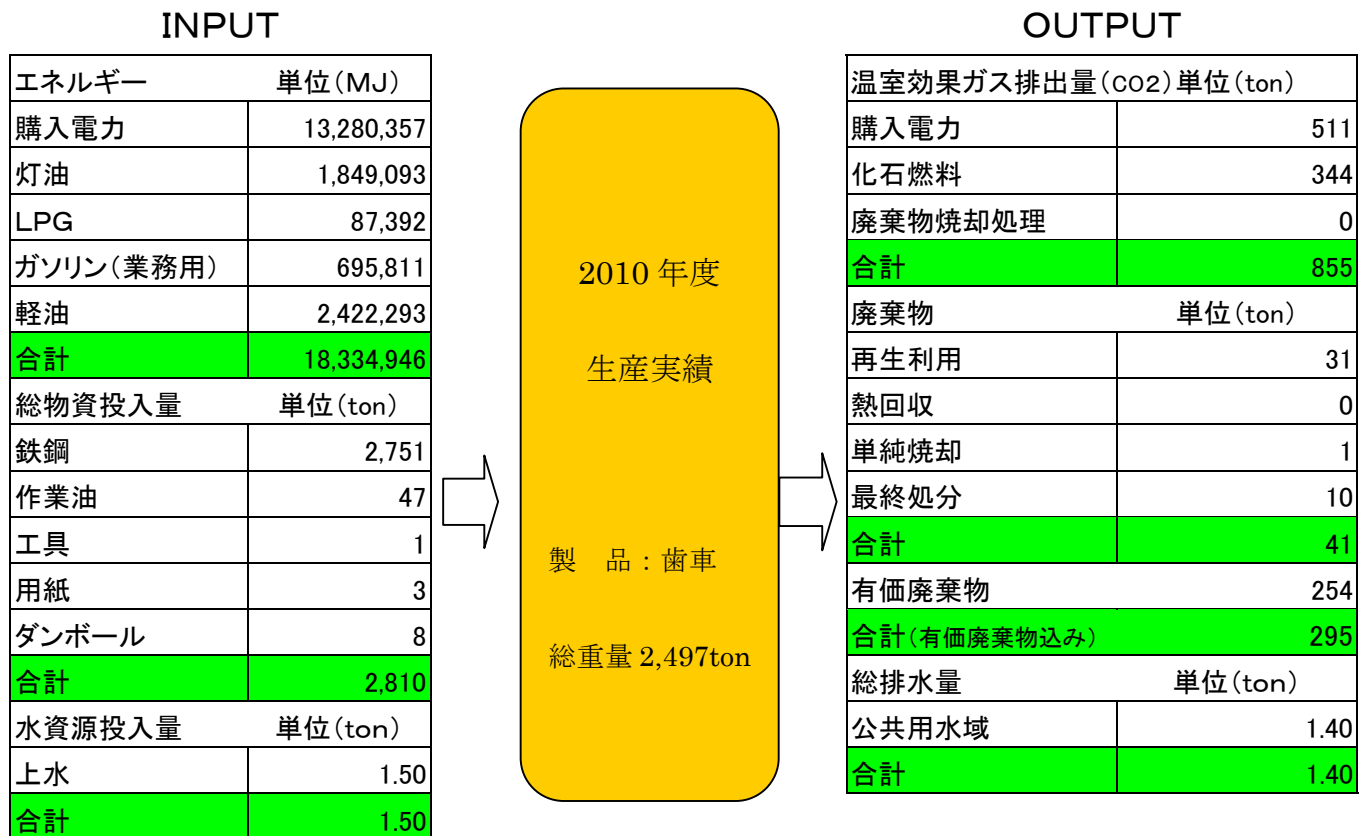 INPUT
エネルギー 単位(MJ)
購入電力 13,280,357
灯油 1,849,093
LPG 87,392
ガソリン(業務用) 695,811
軽油 2,422,293
合計 18,334,946
総物資投入量 単位(ton)
鉄鋼 2,751
作業油 47
工具 1
用紙 3
ダンボール 8
合計 2,810
水資源投入量 単位(ton)
上水 1.50
合計 1.50
2010 年度
生産実績
製 品:歯車
総重量 2,497ton
OUTPUT
温室効果ガス排出量(CO2)単位(ton)
購入電力 511
化石燃料 344
廃棄物焼却処理 0
合計 855
廃棄物 単位(ton)
再生利用 31
熱回収 0
単純焼却 1
最終処分 10
合計 41
有価廃棄物 254
合計(有価廃棄物込み) 295
総排水量 単位(ton)
公共用水域 1.40
合計 1.40